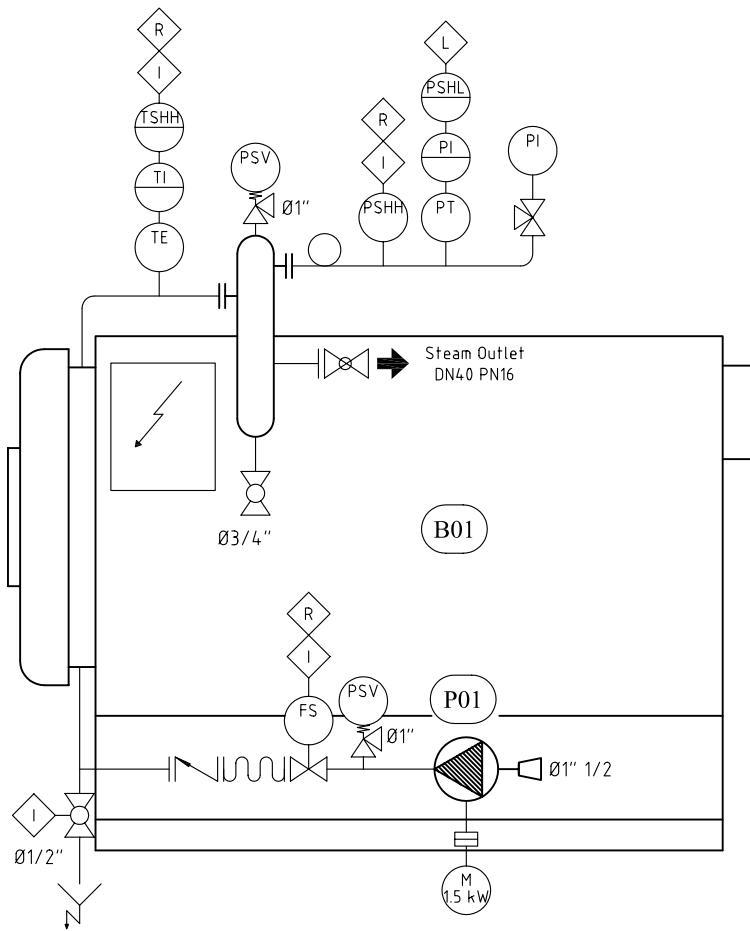 R
I
TSHH
TI
TE
PSV
Ø1"
R
I
PSHH
L
PSHL
PI
PT
PI
Steam Outlet
DN40 PN16
Ø3/4"
B01
R
I
FS
PSV
Ø1"
P01
Ø1" 1/2
I
Ø1/2"
M
1.5 kW